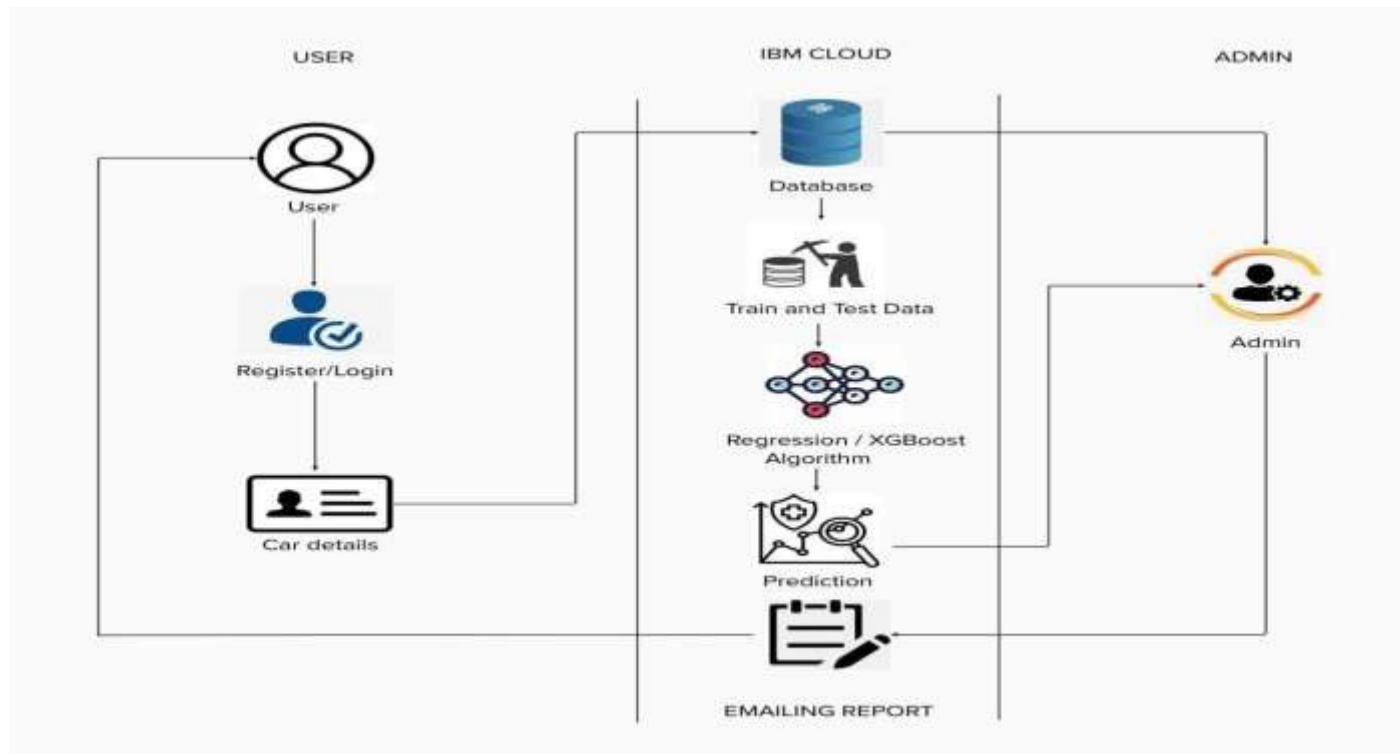 USER
IBM CLOUD
ADMIN
User
Register/Login
Car details
Database
Train and Test Data
Regression / XGBoost
Algorithm
Prediction
EMAILING REPORT
Admin